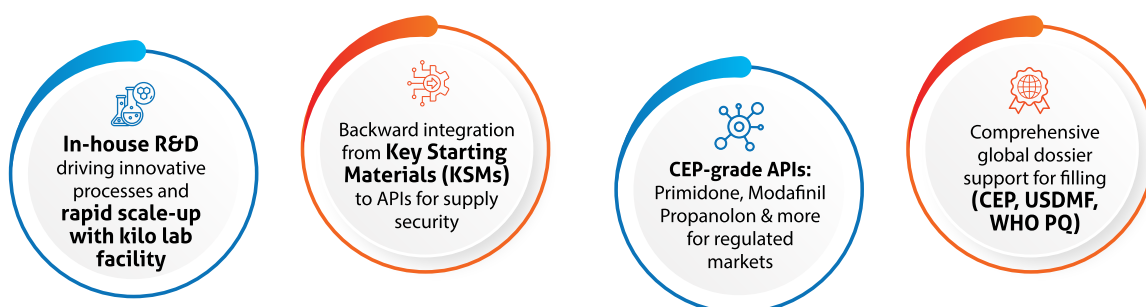 In-house R&D
driving innovative
processes and
rapid scale-up
with kilo lab
facility
Backward integration
from Key Starting
Materials (KSMs)
to APIs for supply
security
CEP-grade APIs:
Primidone, Modafinil
Propanolon & more
for regulated
markets
Comprehensive
global dossier
support for filling
(CEP, USDMF,
WHO PQ)